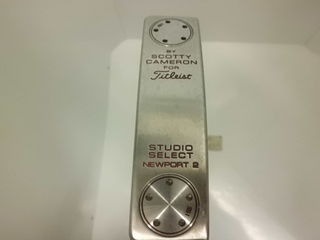 BY
SCOTTY
CAMERON
FOR
Titleist
STUDIO
SELECT
NEWPORT 2